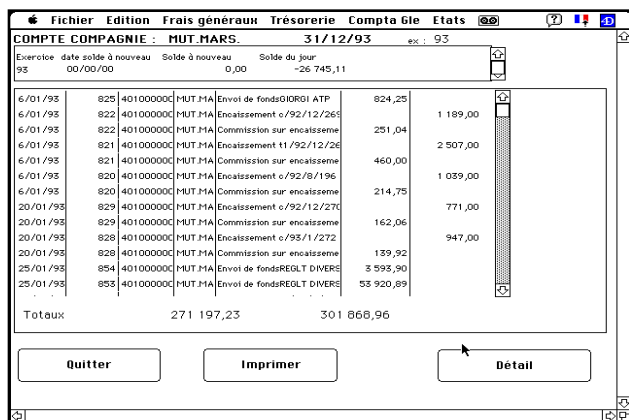 Fichier Edition Frais généraux Trésorerie Compta Gle Etats
COMPTE COMPAGNIE : MUT.MARS. 31/12/93 ex : 93
Exercice date solde à nouveau Solde à nouveau Solde du jour
93 00/00/00 0,00 -26 745,11
6/01/93 825 40100000C MUT.MA Envoi de fondsGIORGI ATP 824,25
6/01/93 822 40100000C MUT.MA Encaissement c/92/12/269 1 189,00
6/01/93 822 40100000C MUT.MA Commission sur encaisseme 251,04
6/01/93 821 40100000C MUT.MA Encaissement t1/92/12/26 2 507,00
6/01/93 821 40100000C MUT.MA Commission sur encaisseme 460,00
6/01/93 820 40100000C MUT.MA Encaissement c/92/8/196 1 039,00
6/01/93 820 40100000C MUT.MA Commission sur encaisseme 214,75
20/01/93 829 40100000C MUT.MA Encaissement c/92/12/270 771,00
20/01/93 829 40100000C MUT.MA Commission sur encaisseme 162,06
20/01/93 828 40100000C MUT.MA Encaissement c/93/1/272 947,00
20/01/93 828 40100000C MUT.MA Commission sur encaisseme 139,92
25/01/93 854 40100000C MUT.MA Envoi de fondsREGLT DIVERS 3 593,90
25/01/93 853 40100000C MUT.MA Envoi de fondsREGLT DIVERS 53 920,89
Totaux 271 197,23 301 868,96
Quitter Imprimer Détail